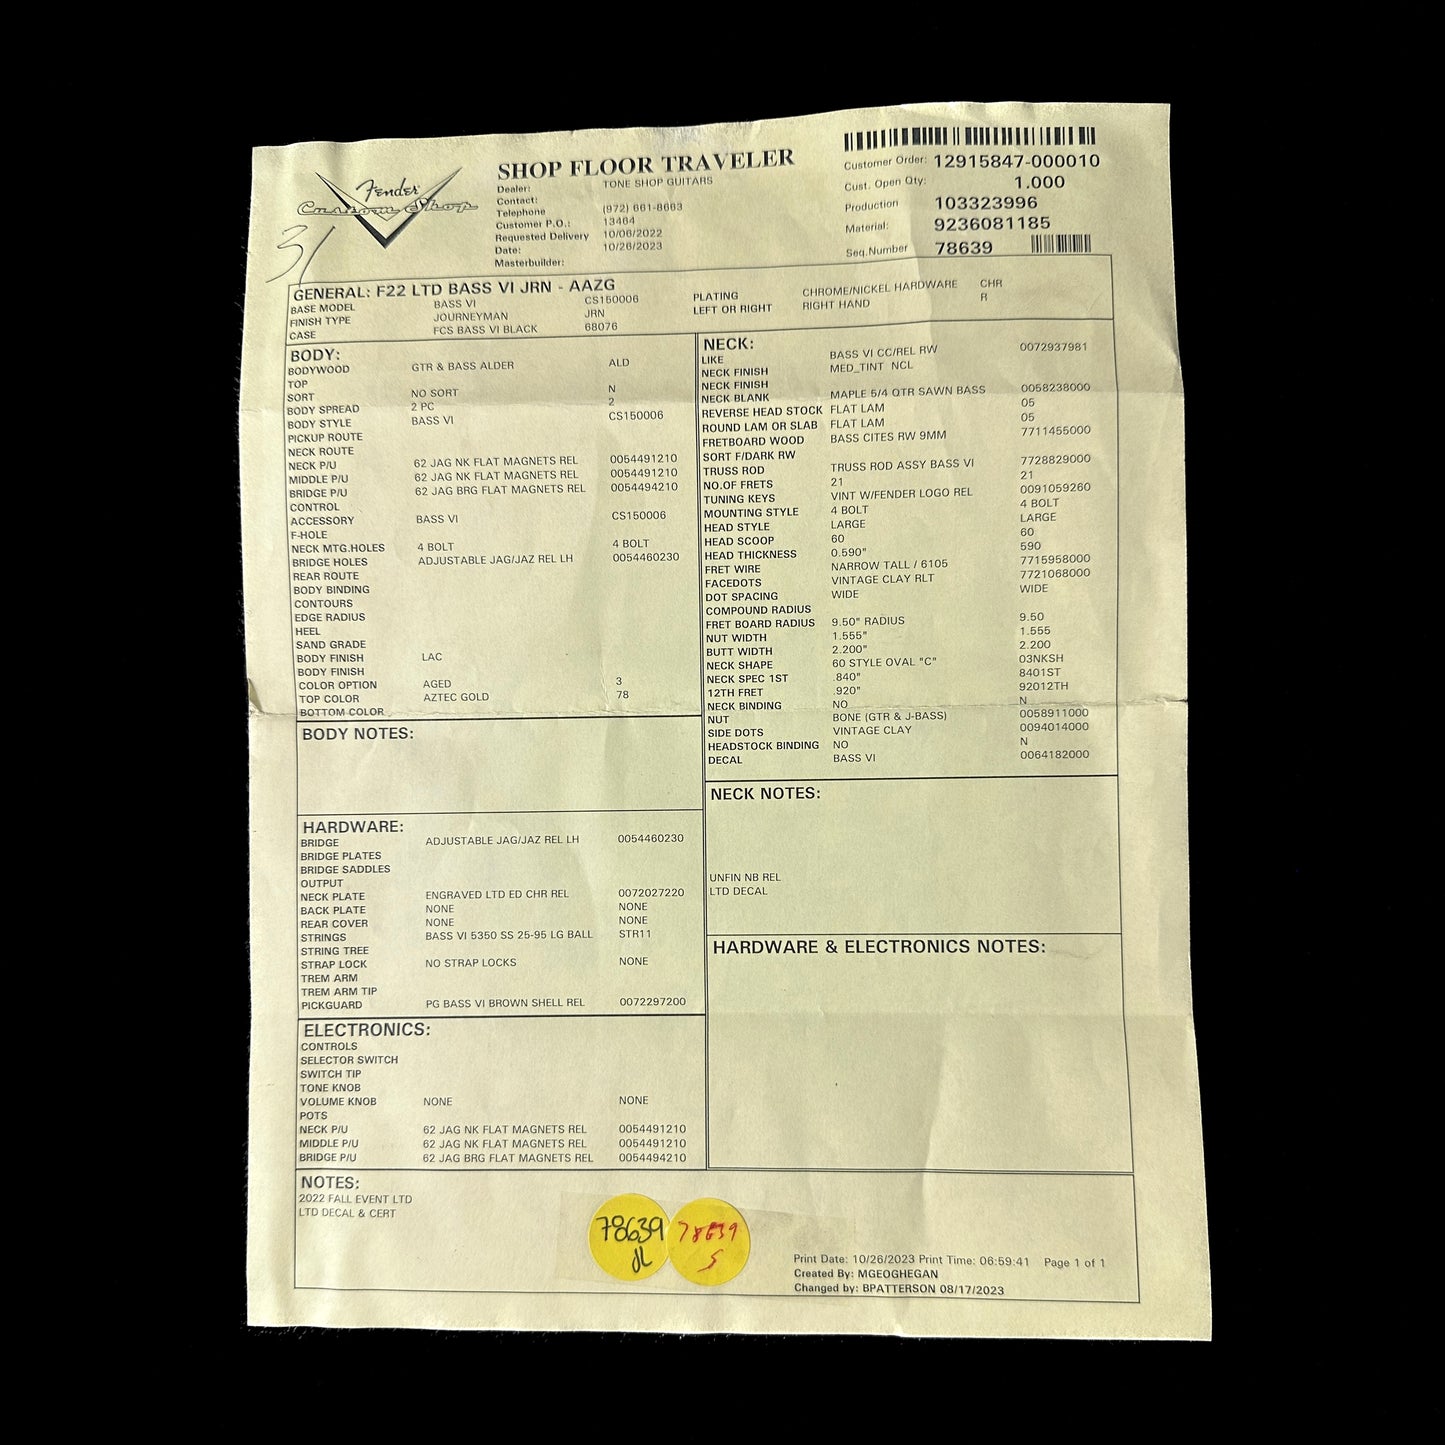 Fender
Custom Shop
31
SHOP FLOOR TRAVELER
Dealer: TONE SHOP GUITARS
Contact:
Telephone (972) 661-8663
Customer P.O.: 13464
Requested Delivery 10/06/2022
Date: 10/26/2023
Masterbuilder:
Customer Order: 12915847-000010
Cust. Open Qty: 1.000
Production 103323996
Material: 9236081185
Seq.Number 78639
GENERAL: F22 LTD BASS VI JRN - AAZG
BASE MODEL BASS VI CS150006
FINISH TYPE JOURNEYMAN JRN
CASE FCS BASS VI BLACK 68076
PLATING CHROME/NICKEL HARDWARE CHR
LEFT OR RIGHT RIGHT HAND R
BODY:
BODYWOOD GTR & BASS ALDER ALD
TOP
SORT NO SORT N
BODY SPREAD 2 PC 2
BODY STYLE BASS VI CS150006
PICKUP ROUTE
NECK ROUTE
NECK P/U 62 JAG NK FLAT MAGNETS REL 0054491210
MIDDLE P/U 62 JAG NK FLAT MAGNETS REL 0054491210
BRIDGE P/U 62 JAG BRG FLAT MAGNETS REL 0054494210
CONTROL
ACCESSORY BASS VI CS150006
F-HOLE
NECK MTG.HOLES 4 BOLT 4 BOLT
BRIDGE HOLES ADJUSTABLE JAG/JAZ REL LH 0054460230
REAR ROUTE
BODY BINDING
CONTOURS
EDGE RADIUS
HEEL
SAND GRADE
BODY FINISH LAC
BODY FINISH
COLOR OPTION AGED 3
TOP COLOR AZTEC GOLD 78
BOTTOM COLOR
BODY NOTES:
HARDWARE:
BRIDGE ADJUSTABLE JAG/JAZ REL LH 0054460230
BRIDGE PLATES
BRIDGE SADDLES
OUTPUT
NECK PLATE ENGRAVED LTD ED CHR REL 0072027220
BACK PLATE NONE NONE
REAR COVER NONE NONE
STRINGS BASS VI 5350 SS 25-95 LG BALL STR11
STRING TREE
STRAP LOCK NO STRAP LOCKS NONE
TREM ARM
TREM ARM TIP
PICKGUARD PG BASS VI BROWN SHELL REL 0072297200
ELECTRONICS:
CONTROLS
SELECTOR SWITCH
SWITCH TIP
TONE KNOB
VOLUME KNOB NONE NONE
POTS
NECK P/U 62 JAG NK FLAT MAGNETS REL 0054491210
MIDDLE P/U 62 JAG NK FLAT MAGNETS REL 0054491210
BRIDGE P/U 62 JAG BRG FLAT MAGNETS REL 0054494210
NECK:
LIKE BASS VI CC/REL RW 0072937981
NECK FINISH MED_TINT NCL
NECK FINISH
NECK BLANK MAPLE 5/4 QTR SAWN BASS 0058238000
REVERSE HEAD STOCK FLAT LAM 05
ROUND LAM OR SLAB FLAT LAM 05
FRETBOARD WOOD BASS CITES RW 9MM 7711455000
SORT F/DARK RW
TRUSS ROD TRUSS ROD ASSY BASS VI 7728829000
NO.OF FRETS 21 21
TUNING KEYS VINT W/FENDER LOGO REL 0091059260
MOUNTING STYLE 4 BOLT 4 BOLT
HEAD STYLE LARGE LARGE
HEAD SCOOP 60 60
HEAD THICKNESS 0.590" 590
FRET WIRE NARROW TALL / 6105 7715958000
FACEDOTS VINTAGE CLAY RLT 7721068000
DOT SPACING WIDE WIDE
COMPOUND RADIUS
FRET BOARD RADIUS 9.50" RADIUS 9.50
NUT WIDTH 1.555" 1.555
BUTT WIDTH 2.200" 2.200
NECK SHAPE 60 STYLE OVAL "C" 03NKSH
NECK SPEC 1ST .840" 8401ST
12TH FRET .920" 92012TH
NECK BINDING NO N
NUT BONE (GTR & J-BASS) 0058911000
SIDE DOTS VINTAGE CLAY 0094014000
HEADSTOCK BINDING NO N
DECAL BASS VI 0064182000
NECK NOTES:
UNFIN NB REL
LTD DECAL
HARDWARE & ELECTRONICS NOTES:
NOTES:
2022 FALL EVENT LTD
LTD DECAL & CERT
78639
dL
78639
S
Print Date: 10/26/2023 Print Time: 06:59:41 Page 1 of 1
Created By: MGEOGHEGAN
Changed by: BPATTERSON 08/17/2023